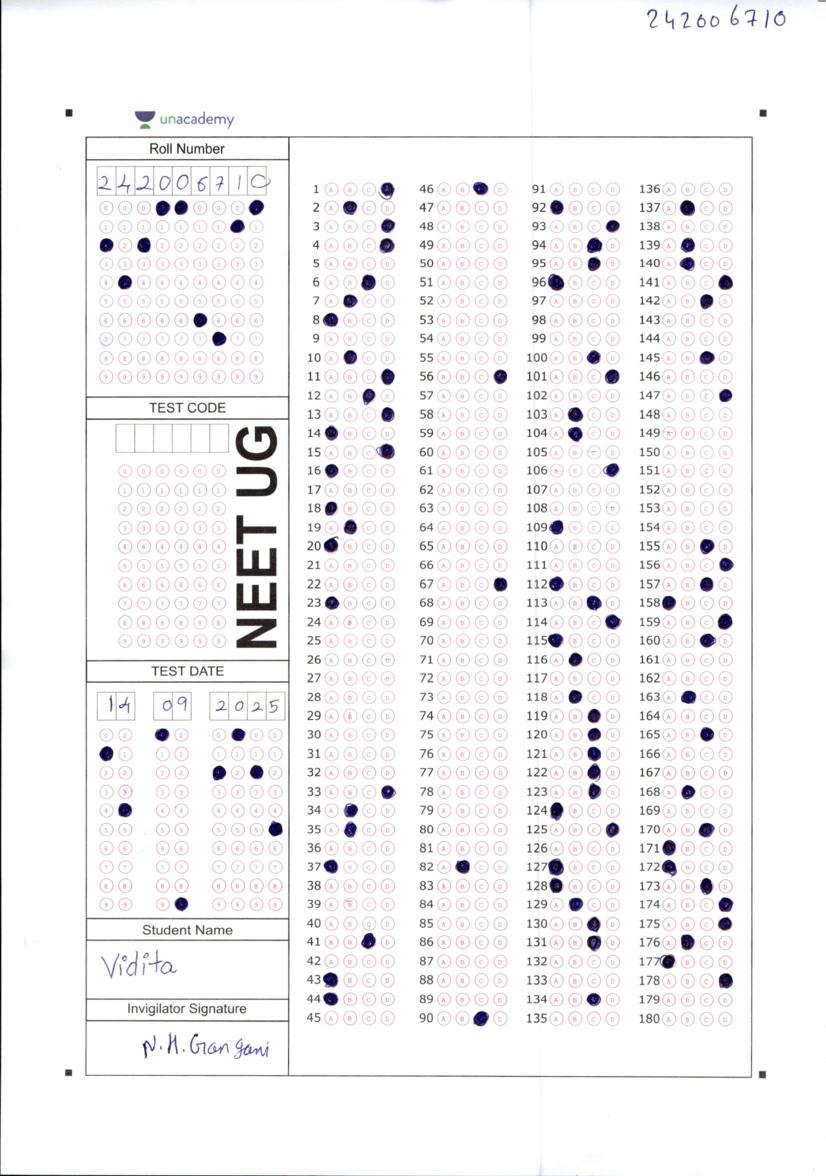 242006710
unacademy
Roll Number
242006710
TEST CODE
NEET UG
TEST DATE
14 09 2025
Student Name
Vidita
Invigilator Signature
N.H.Gangani
1 A B C 46 A B D 91 A B C D 136 A B C D
2 A C D 47 A B C D 92 B C D 137 A C D
3 A B C 48 A B C D 93 A B C 138 A B C D
4 A B C 49 A B C D 94 A B D 139 A C D
5 A B C D 50 A B C D 95 A B D 140 A C D
6 A B D 51 A B C D 96 B C D 141 A B C
7 A C D 52 A B C D 97 A B C D 142 A B D
8 B C D 53 A B C D 98 A B C D 143 A B C D
9 A B C D 54 A B C D 99 A B C D 144 A B C D
10 A C D 55 A B C D 100 A B D 145 A B D
11 A B C 56 A B C 101 A B C 146 A B C D
12 A B D 57 A B C D 102 A B C D 147 A B C
13 A B C 58 A B C D 103 A C D 148 A B C D
14 B C D 59 A B C D 104 A C D 149 B C D
15 A B C 60 A B C D 105 A B D 150 A B C D
16 B C D 61 A B C D 106 B C 151 A B C D
17 A B C D 62 A B C D 107 A B C D 152 A B C D
18 B C D 63 A B C D 108 A B C 153 A B C D
19 A C D 64 A B C D 109 B C D 154 A B C D
20 B C D 65 A B C D 110 A B C D 155 A B D
21 A B C D 66 A B C D 111 A B C D 156 A B C
22 A B C D 67 A B C 112 B C D 157 A B D
23 B C D 68 A B C D 113 A B D 158 B C D
24 A B C D 69 A B C D 114 A B C 159 A B C
25 A B C D 70 A B C D 115 B C D 160 A B D
26 A B C 71 A B C D 116 A C D 161 A B C D
27 A B C 72 A B C D 117 A B C D 162 A B C D
28 A B C D 73 A B C D 118 A C D 163 A C D
29 A B C D 74 A B C D 119 A B D 164 A B C D
30 A B C D 75 A B C D 120 A B D 165 A B D
31 A B C D 76 A B C D 121 A B D 166 A B C D
32 A B C D 77 A B C D 122 A B D 167 A B C D
33 A B C 78 A B C D 123 A B D 168 A C D
34 A C D 79 A B C D 124 B C D 169 A B C D
35 A C D 80 A B C D 125 A B C 170 A B D
36 A B C D 81 A B C D 126 A B C D 171 B C D
37 B C D 82 A C D 127 B C D 172 B C D
38 A B C D 83 A B C D 128 B C D 173 A B D
39 A C D 84 A B C D 129 A C D 174 A B C
40 A B C D 85 A B C D 130 A B D 175 A B C
41 A B D 86 A B C D 131 A B D 176 A C D
42 A B C D 87 A B C D 132 A B C D 177 B C D
43 B C D 88 A B C D 133 A B C D 178 A B C
44 B C D 89 A B C D 134 A B D 179 A B C D
45 A B C D 90 A B D 135 A B C D 180 A B C D